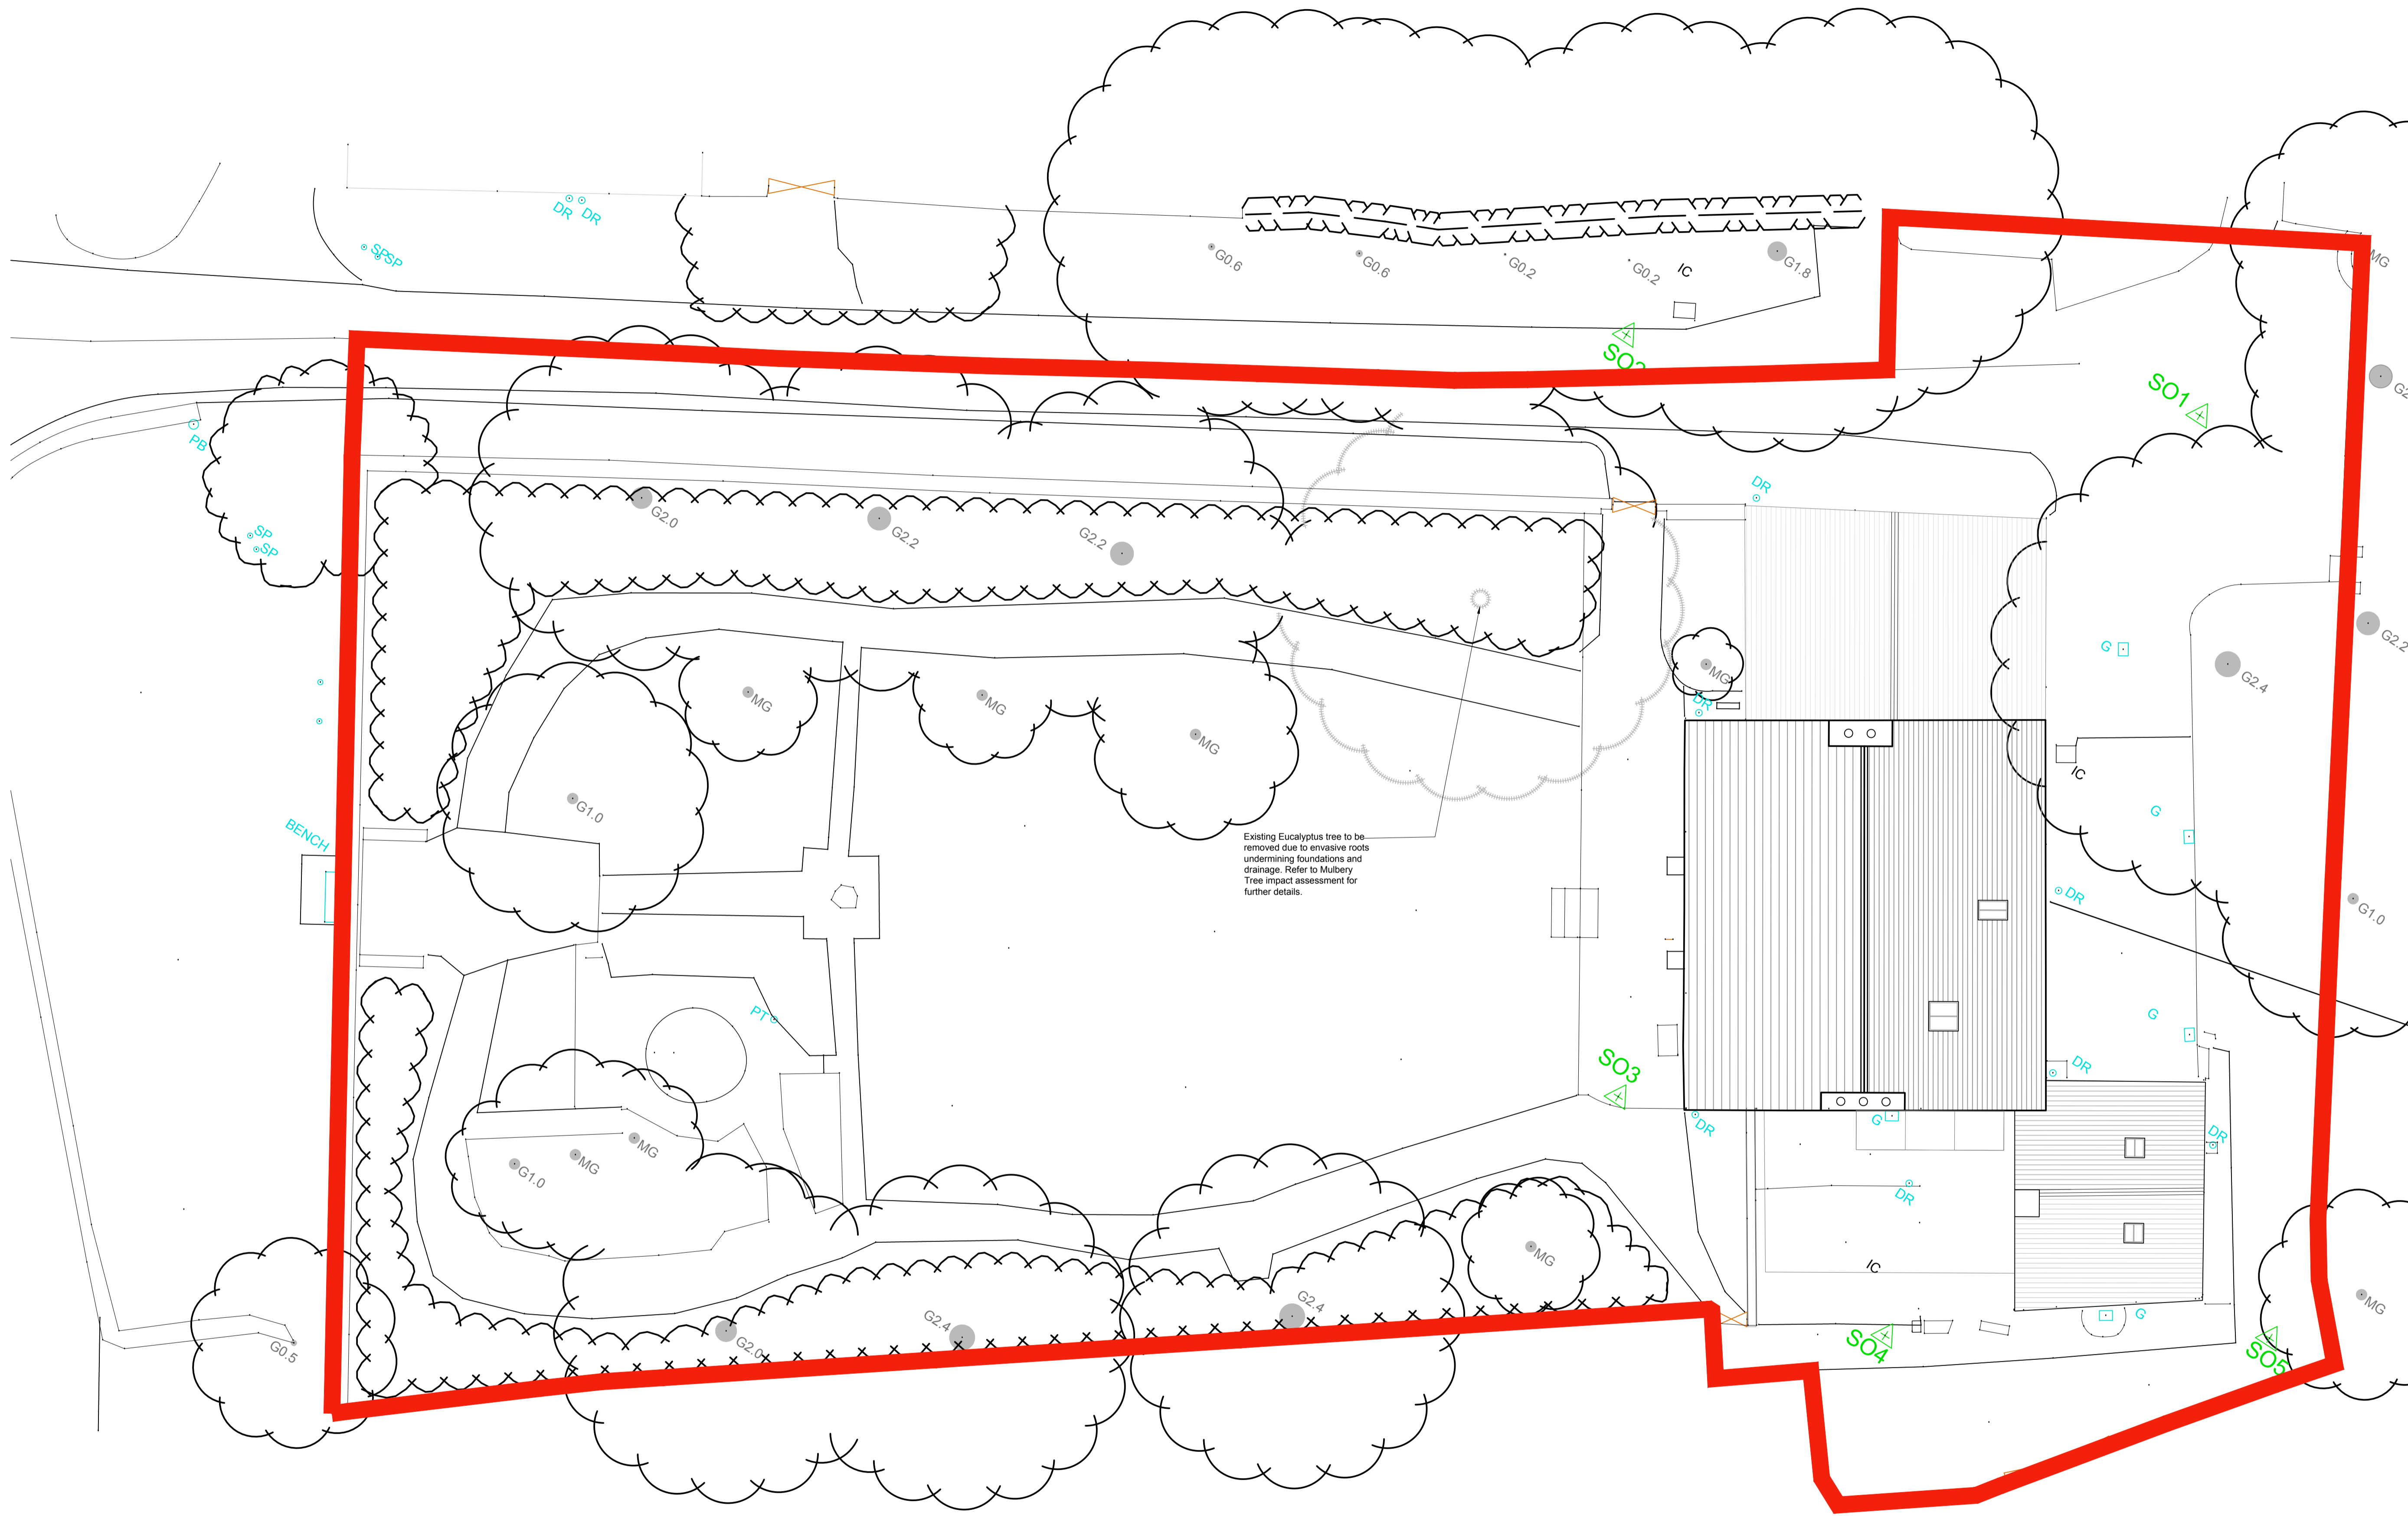 DR
DR
SP
SP
G0.6
G0.6
G0.2
G0.2
IC
G1.8
MG
SO2
SO1
PB
DR
G2.0
G2.2
G2.2
SP
SP
G
G2.2
G2.4
MG
MG
MG
MG
DR
IC
G1.0
G
BENCH
Existing Eucalyptus tree to be
removed due to envasive roots
undermining foundations and
drainage. Refer to Mulbery
Tree impact assessment for
further details.
DR
G1.0
PT
G
SO3
DR
DR
G
DR
MG
MG
G1.0
DR
MG
IC
MG
G2.4
G2.4
G
G0.5
G2.0
SO4
SO5